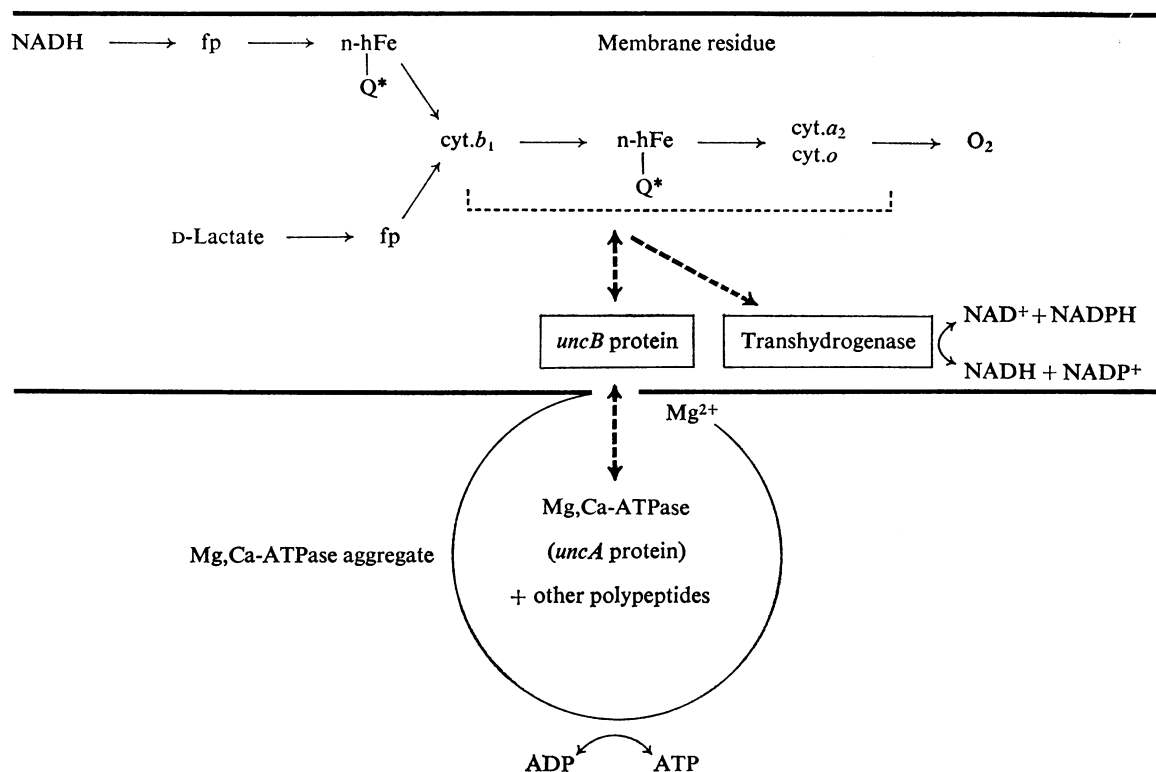 NADH fp n-hFe Membrane residue
Q*
cyt.b₁ n-hFe cyt.a₂ O₂
cyt.o
Q*
D-Lactate fp
uncB protein Transhydrogenase NAD⁺ + NADPH
NADH + NADP⁺
Mg²⁺
Mg,Ca-ATPase
Mg,Ca-ATPase aggregate (uncA protein)
+ other polypeptides
ADP ATP